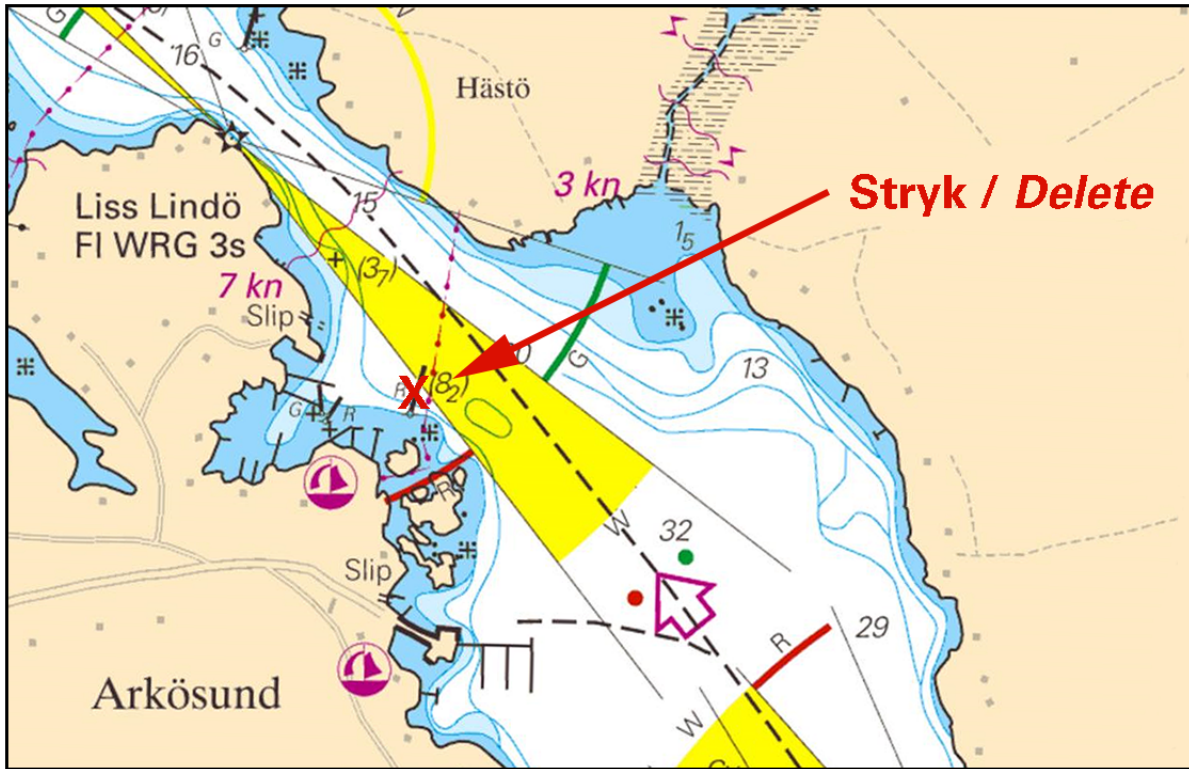 G
16
G
Hästö
3 kn
Stryk / Delete
Liss Lindö
Fl WRG 3s
15
1₅
(3₇)
7 kn
Slip
G
13
X
R
(8₂)
G
R
R
W
32
Slip
R
29
Arkösund
W